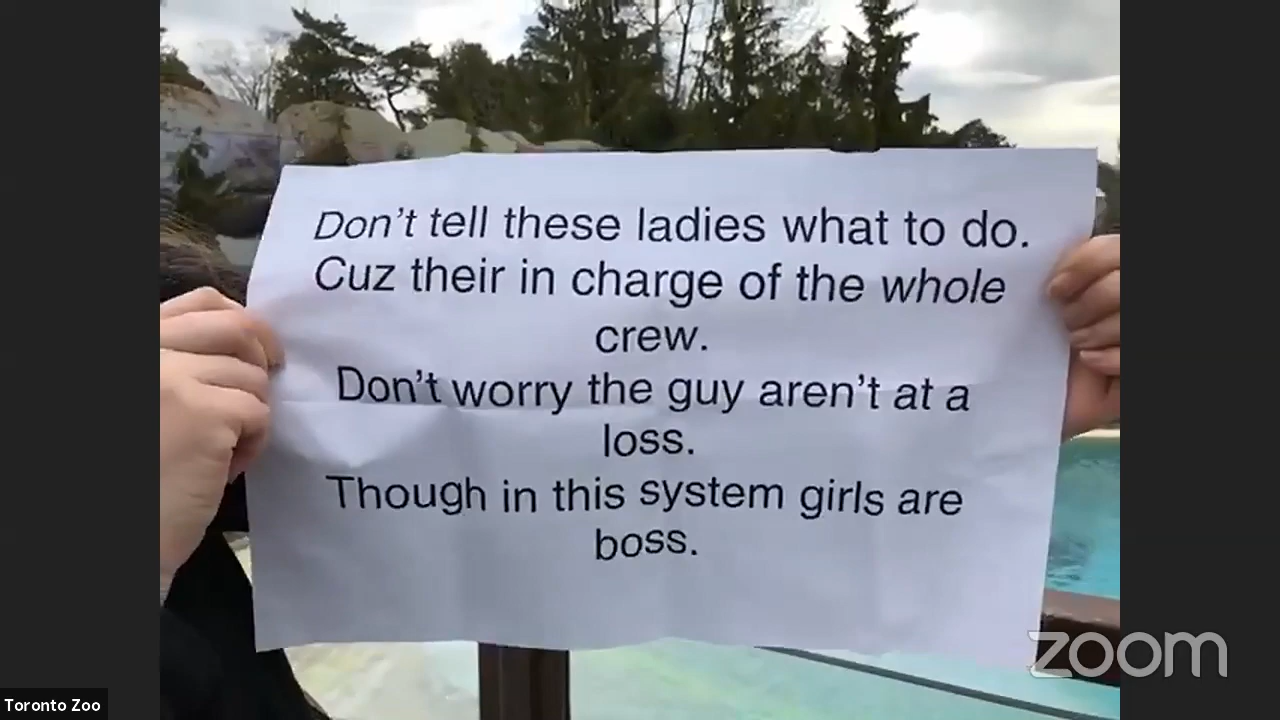 Don't tell these ladies what to do.
Cuz their in charge of the whole
crew.
Don't worry the guy aren't at a
loss.
Though in this system girls are
boss.
zoom
Toronto Zoo